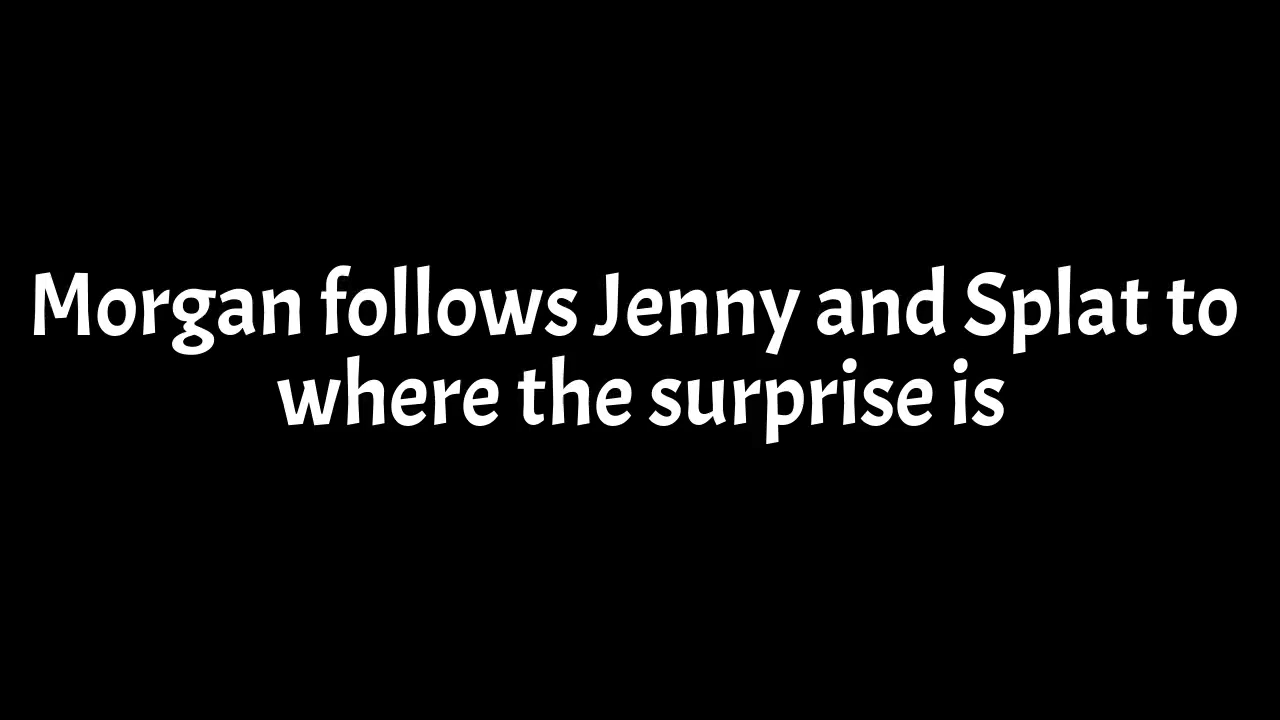 Morgan follows Jenny and Splat to
where the surprise is